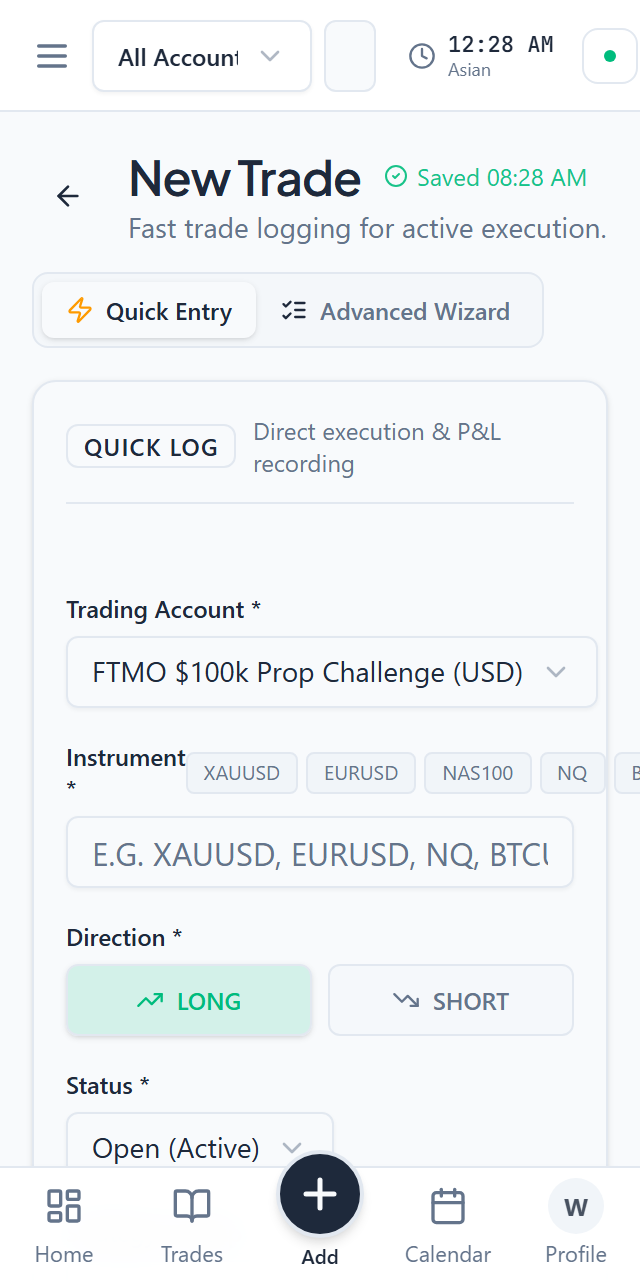 All Account
12:28 AM
Asian
New Trade
Saved 08:28 AM
Fast trade logging for active execution.
Quick Entry
Advanced Wizard
QUICK LOG
Direct execution & P&L
recording
Trading Account *
FTMO $100k Prop Challenge (USD)
Instrument
*
XAUUSD
EURUSD
NAS100
NQ
B
E.G. XAUUSD, EURUSD, NQ, BTCU
Direction *
LONG
SHORT
Status *
Open (Active)
Home
Trades
Add
Calendar
W
Profile